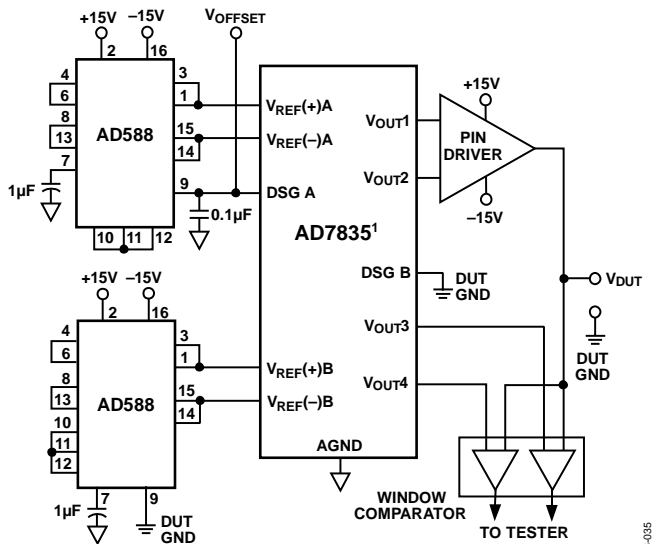 +15V –15V VOFFSET
2 16
4 3
6 1 VREF(+)A
8 15 VREF(–)A
13 14
AD588
7 9 DSG A
1µF 0.1µF
10 11 12
AD7835¹
VOUT1 +15V
PIN
DRIVER
VOUT2 –15V
DSG B DUT
GND
VDUT
DUT
GND
VOUT3
VOUT4
+15V –15V
2 16
4 3
6 1 VREF(+)B
8 15 VREF(–)B
13 14
AD588
10
11
12
7 9
1µF DUT
GND
AGND
WINDOW
COMPARATOR
TO TESTER
-035